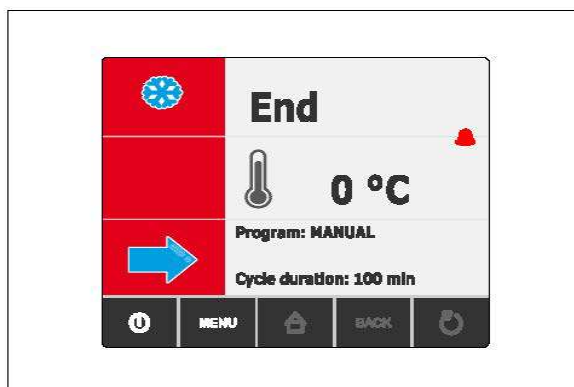 End
0 °C
Program: MANUAL
Cycle duration: 100 min
MENU
BACK